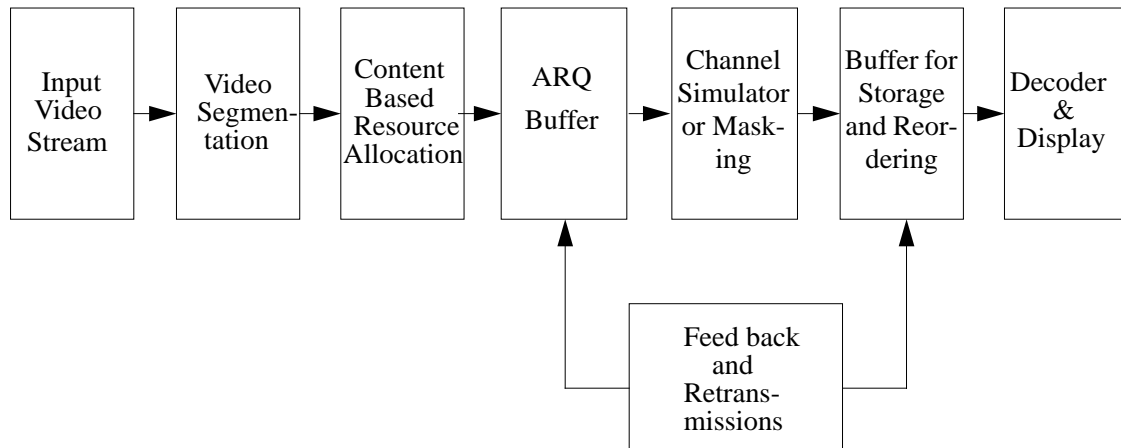 Input
Video
Stream
Video
Segmen-
tation
Content
Based
Resource
Allocation
ARQ
Buffer
Channel
Simulator
or Mask-
ing
Buffer for
Storage
and Reor-
dering
Decoder
&
Display
Feed back
and
Retrans-
missions